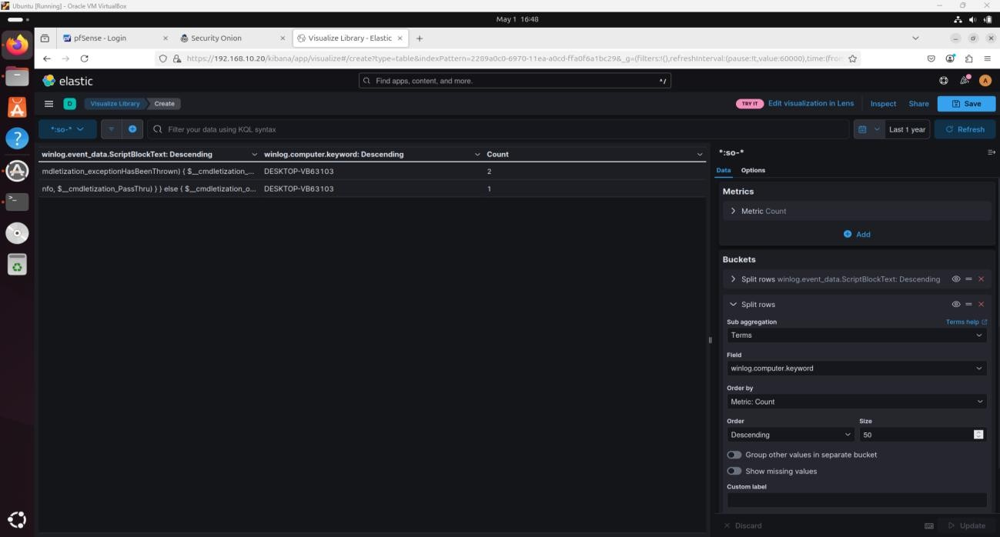 Ubuntu [Running] - Oracle VM VirtualBox
May 1 16:48
pfSense - Login
Security Onion
Visualize Library - Elastic
https://192.168.10.20/kibana/app/visualize#/create?type=table&indexPattern=2289a0c0-6970-11ea-a0cd-ffa0f6a1bc29&_g=(filters:!(),refreshInterval:(pause:!t,value:60000),time:(fron
elastic
Find apps, content, and more.
^/
A
D
Visualize Library
Create
TRY IT
Edit visualization in Lens
Inspect
Share
Save
*:so-*
Filter your data using KQL syntax
Last 1 year
Refresh
winlog.event_data.ScriptBlockText: Descending
winlog.computer.keyword: Descending
Count
mdletization_exceptionHasBeenThrown) { $__cmdletization_...
DESKTOP-VB63103
2
nfo, $__cmdletization_PassThru) } } else { $__cmdletization_o...
DESKTOP-VB63103
1
*:so-*
Data
Options
Metrics
Metric Count
Add
Buckets
Split rows winlog.event_data.ScriptBlockText: Descending
Split rows
Sub aggregation
Terms help
Terms
Field
winlog.computer.keyword
Order by
Metric: Count
Order
Size
Descending
50
Group other values in separate bucket
Show missing values
Custom label
Discard
Update